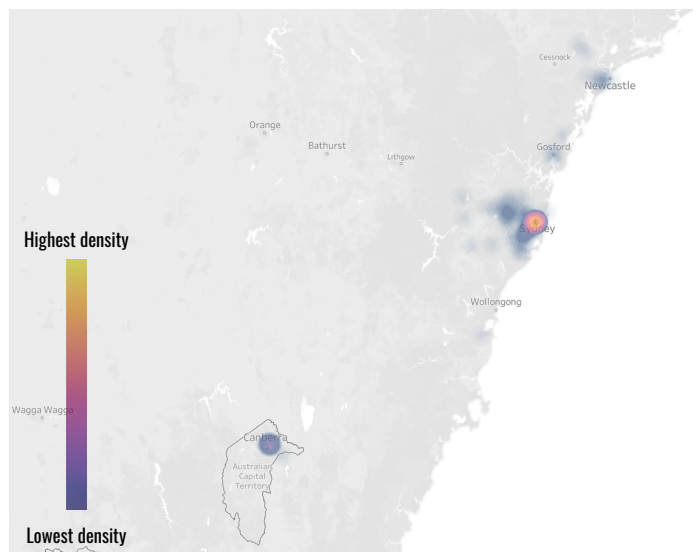 Cessnock
Newcastle
Orange
Bathurst
Gosford
Lithgow
Sydney
Highest density
Wollongong
Wagga Wagga
Canberra
Australian
Capital
Territory
Lowest density